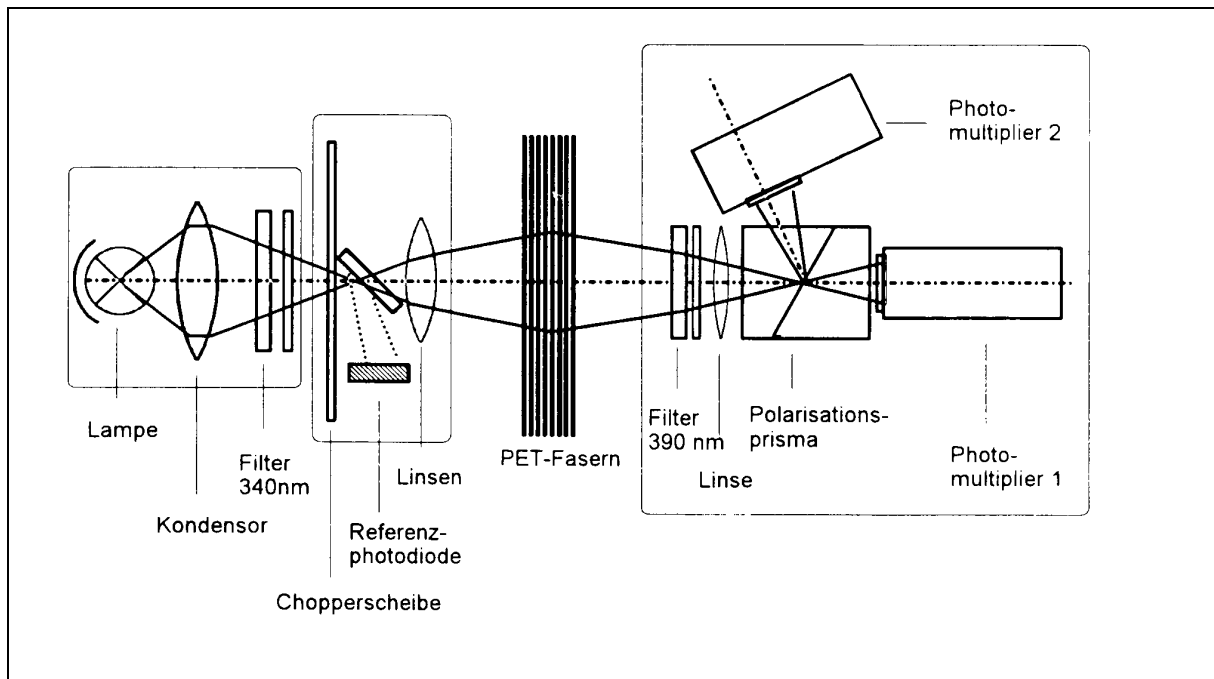 Photo-
multiplier 2
Lampe
Filter
340nm
Kondensor
Linsen
Referenz-
photodiode
Chopperscheibe
PET-Fasern
Filter
390 nm
Linse
Polarisations-
prisma
Photo-
multiplier 1